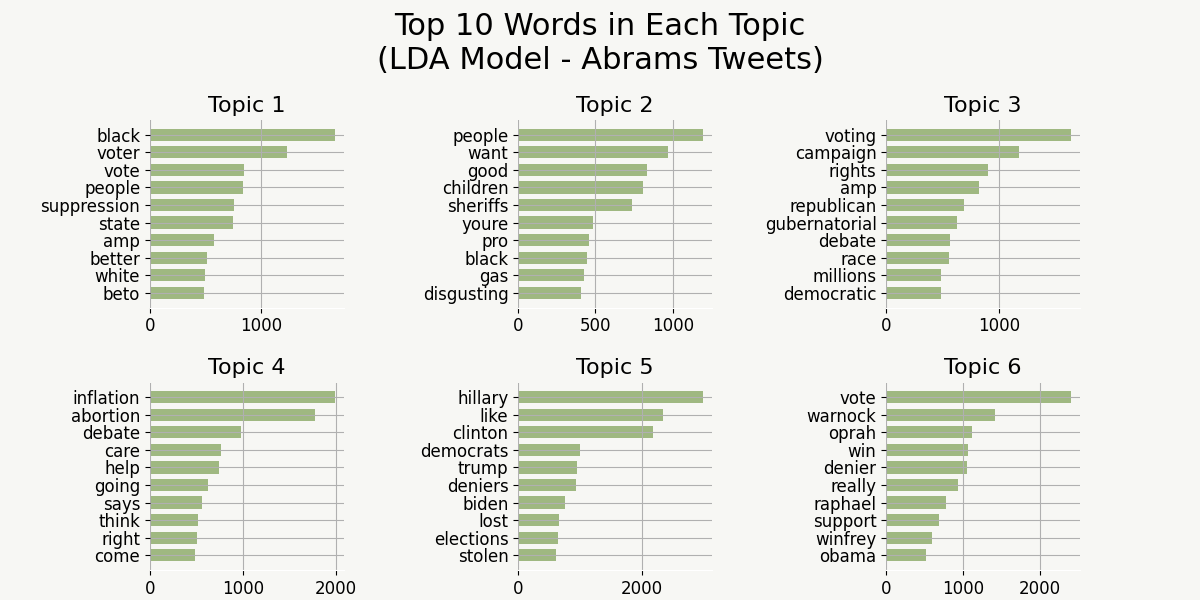 Top 10 Words in Each Topic
(LDA Model - Abrams Tweets)
Topic 1
black
voter
vote
people
suppression
state
amp
better
white
beto
0 1000
Topic 2
people
want
good
children
sheriffs
youre
pro
black
gas
disgusting
0 500 1000
Topic 3
voting
campaign
rights
amp
republican
gubernatorial
debate
race
millions
democratic
0 1000
Topic 4
inflation
abortion
debate
care
help
going
says
think
right
come
0 1000 2000
Topic 5
hillary
like
clinton
democrats
trump
deniers
biden
lost
elections
stolen
0 2000
Topic 6
vote
warnock
oprah
win
denier
really
raphael
support
winfrey
obama
0 1000 2000